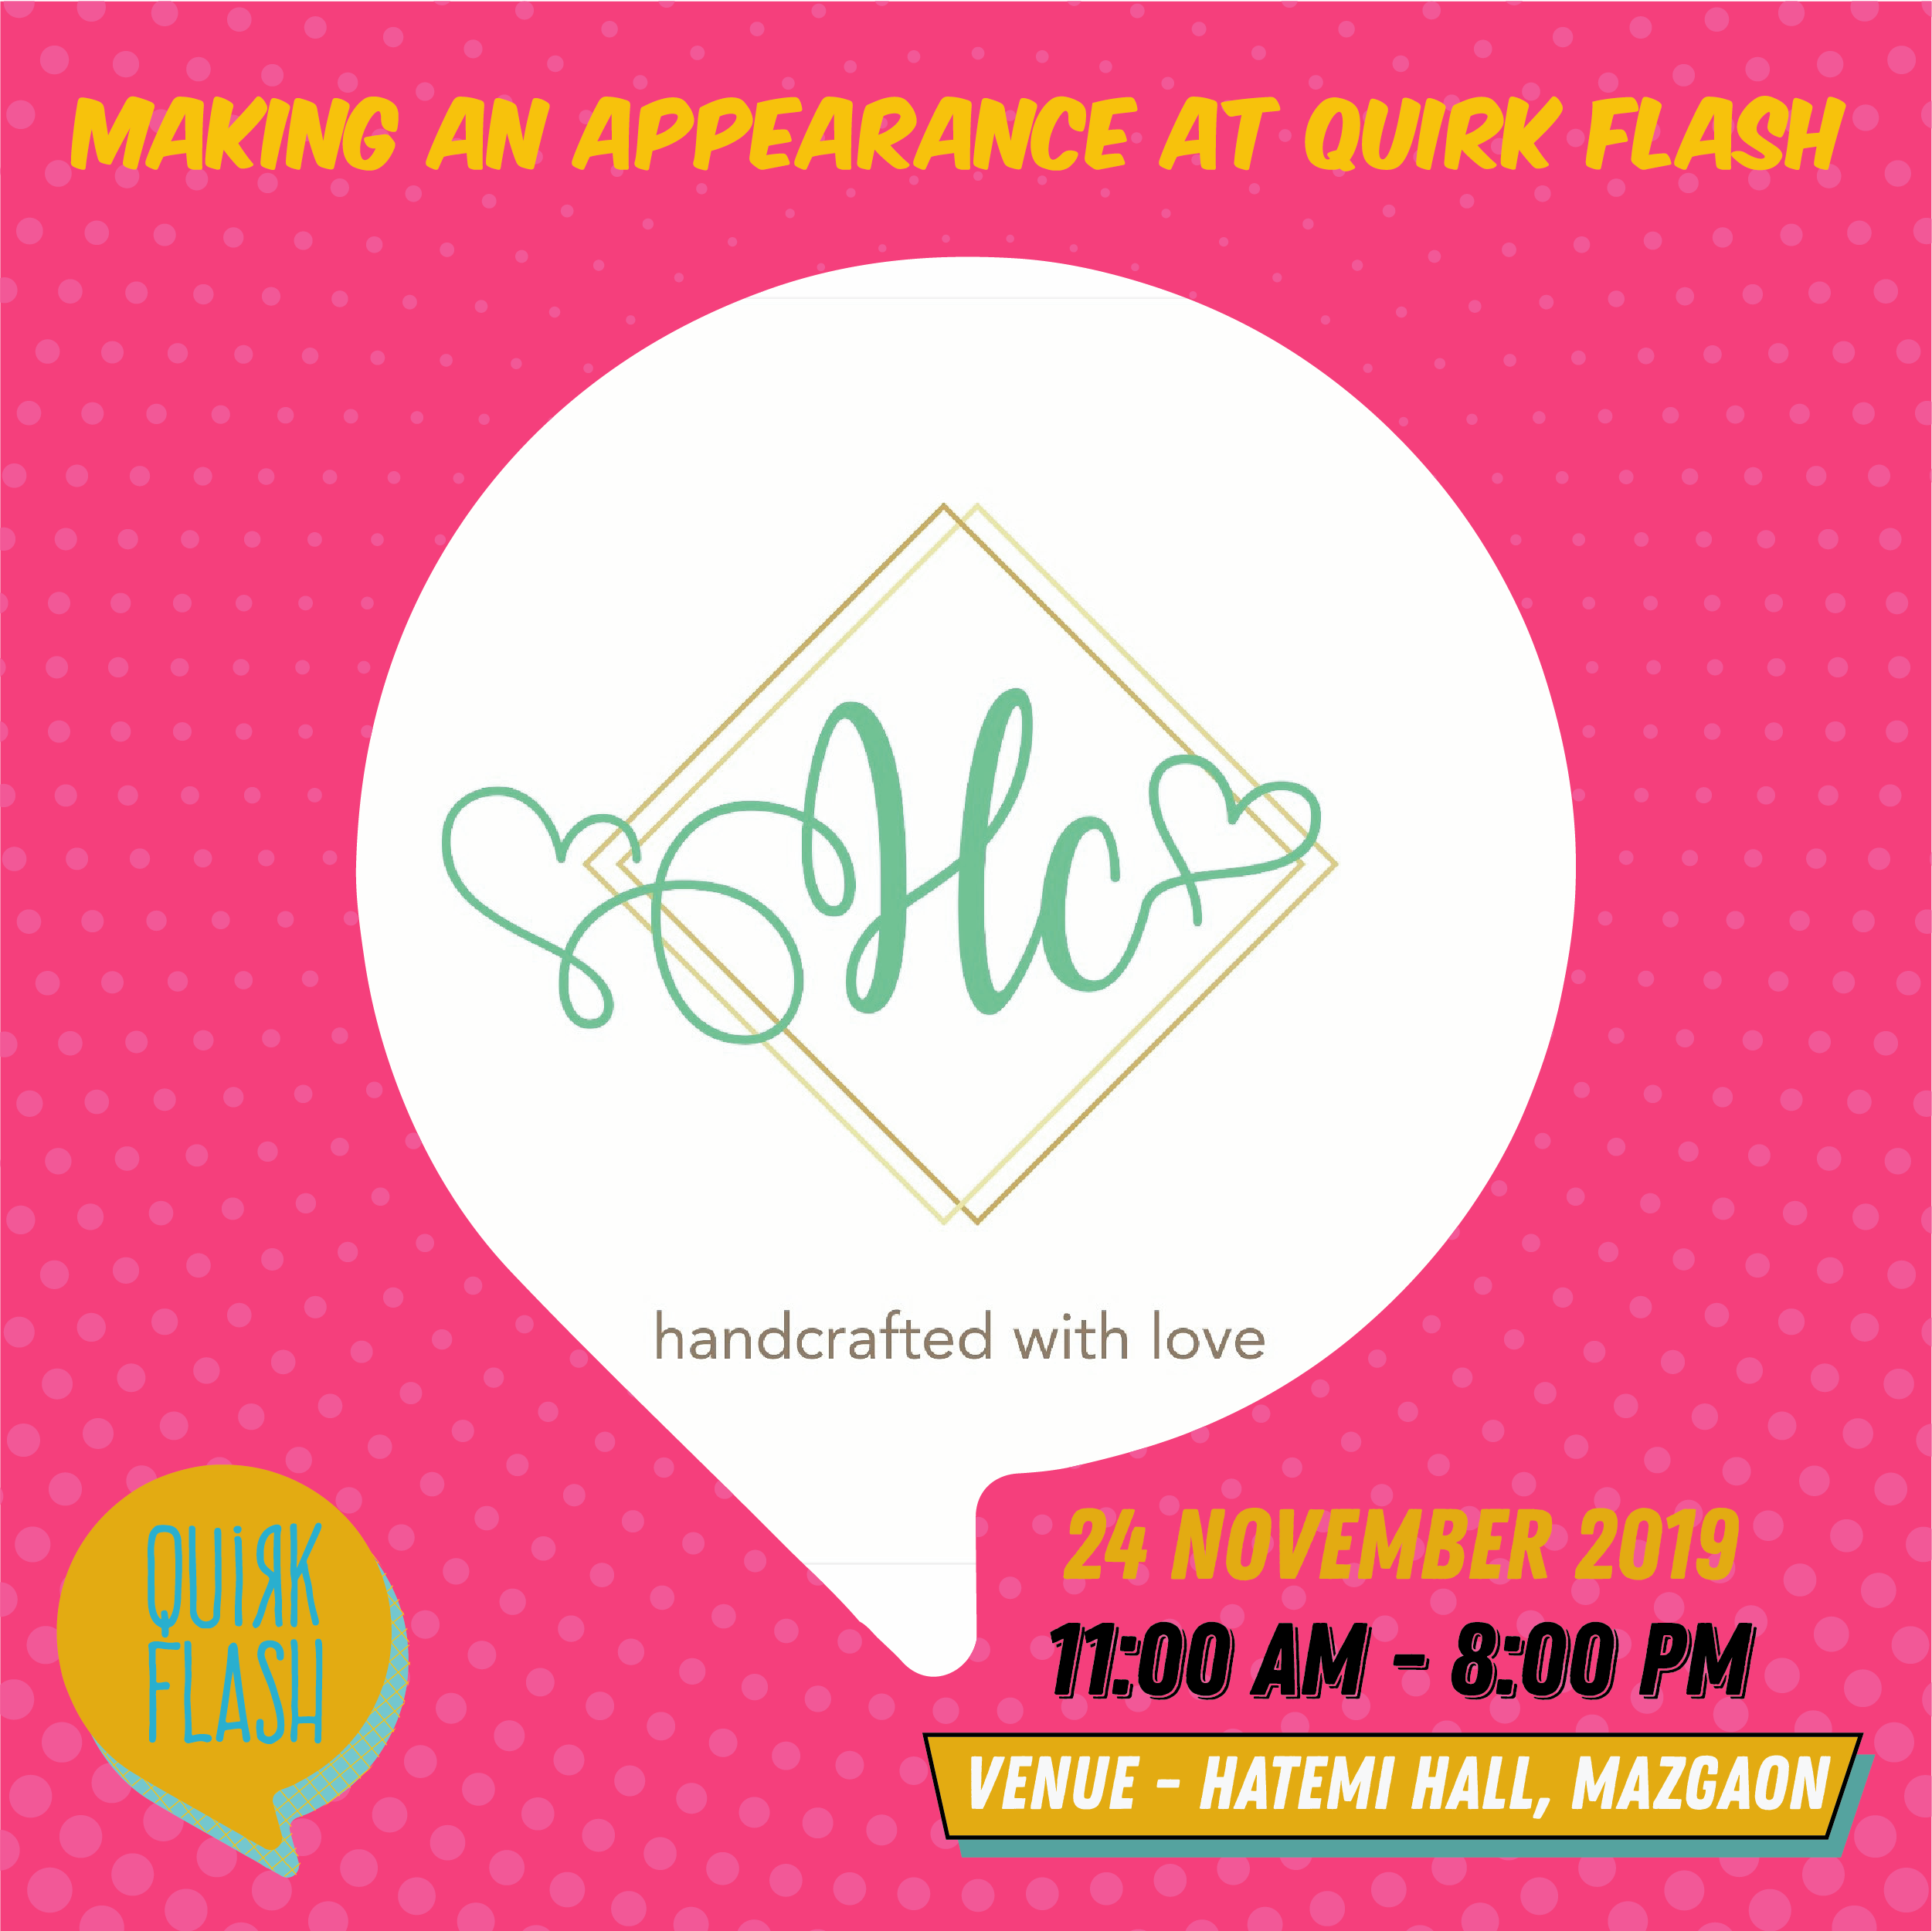 MAKING AN APPEARANCE AT QUIRK FLASH
Hc
handcrafted with love
QUiRK
FLASH
24 NOVEMBER 2019
11:00 AM - 8:00 PM
VENUE - HATEMI HALL, MAZGAON